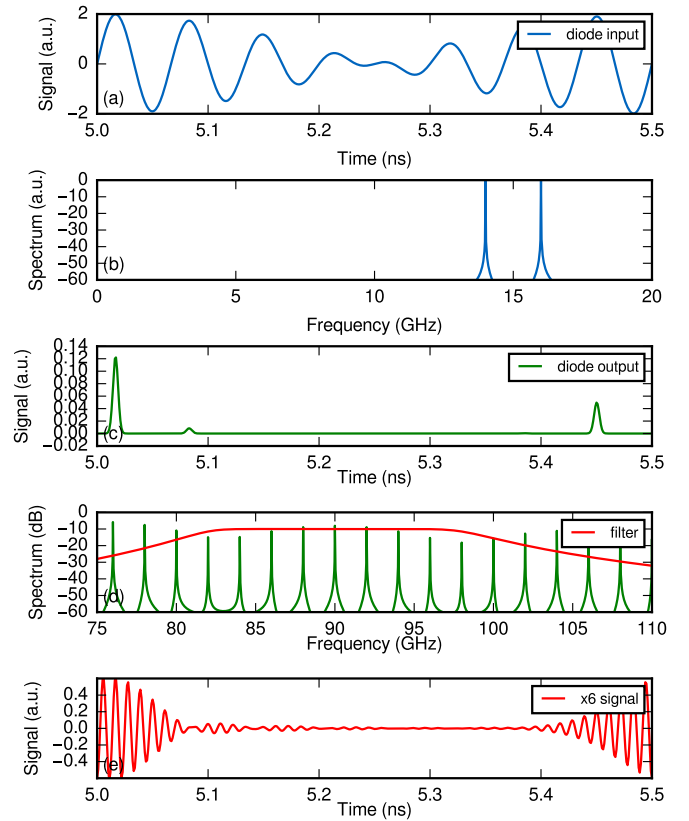 2
0
−2
Signal (a.u.)
(a)
diode input
5.0 5.1 5.2 5.3 5.4 5.5
Time (ns)
0
−10
−20
−30
−40
−50
−60
Spectrum (a.u.)
(b)
0 5 10 15 20
Frequency (GHz)
0.14
0.12
0.10
0.08
0.06
0.04
0.02
0.00
−0.02
Signal (a.u.)
(c)
diode output
5.0 5.1 5.2 5.3 5.4 5.5
Time (ns)
0
−10
−20
−30
−40
−50
−60
Spectrum (dB)
(d)
filter
75 80 85 90 95 100 105 110
Frequency (GHz)
0.4
0.2
0.0
−0.2
−0.4
Signal (a.u.)
(e)
x6 signal
5.0 5.1 5.2 5.3 5.4 5.5
Time (ns)